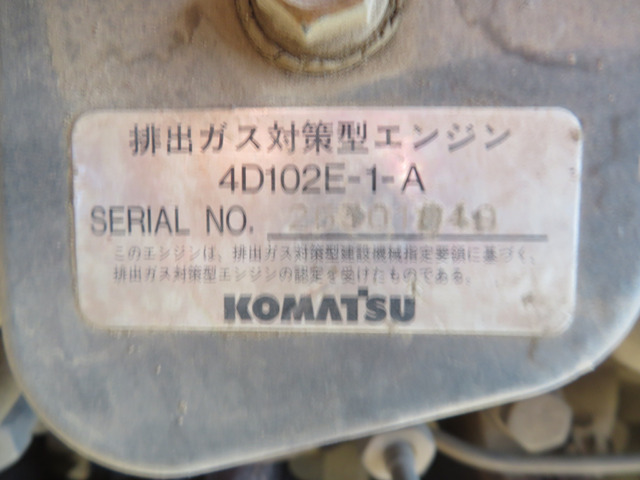 排出ガス対策型エンジン
4D102E-1-A
SERIAL NO.
このエンジンは、排出ガス対策型建設機械指定要領に基づく、
排出ガス対策型エンジンの認定を受けたものである。
KOMATSU